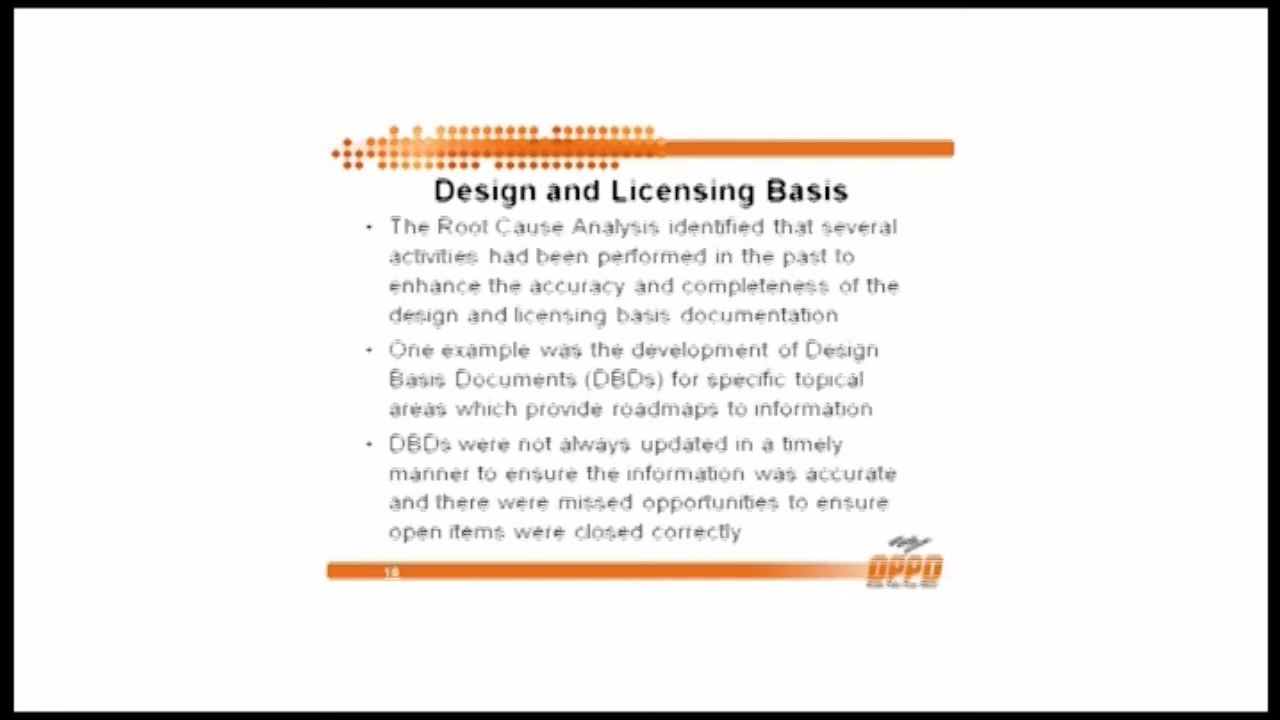 Design and Licensing Basis
• The Root Cause Analysis identified that several
activities had been performed in the past to
enhance the accuracy and completeness of the
design and licensing basis documentation
• One example was the development of Design
Basis Documents (DBDs) for specific topical
areas which provide roadmaps to information
• DBDs were not always updated in a timely
manner to ensure the information was accurate
and there were missed opportunities to ensure
open items were closed correctly
OPPD